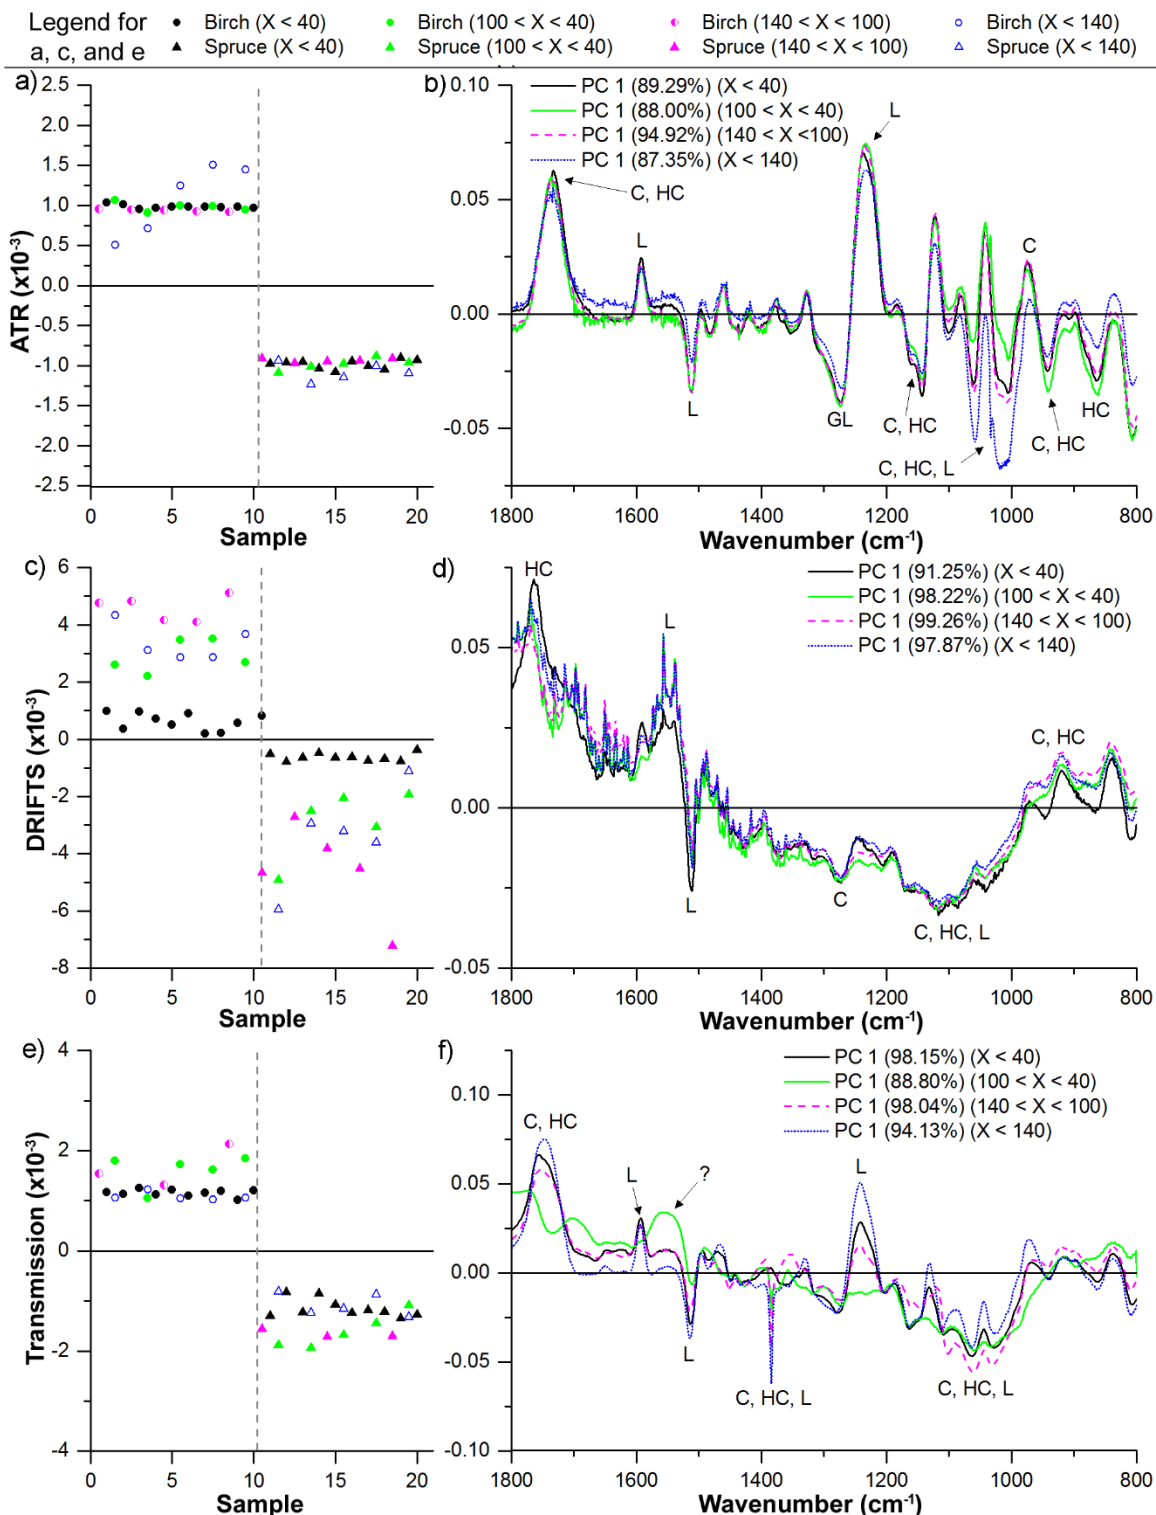 Legend for
a, c, and e
Birch (X < 40)
Birch (100 < X < 40)
Birch (140 < X < 100)
Birch (X < 140)
Spruce (X < 40)
Spruce (100 < X < 40)
Spruce (140 < X < 100)
Spruce (X < 140)
a)
2.5
2.0
1.5
1.0
0.5
0.0
-0.5
-1.0
-1.5
-2.0
-2.5
ATR (x10⁻³)
0 5 10 15 20
Sample
b)
0.10
0.05
0.00
-0.05
PC 1 (89.29%) (X < 40)
PC 1 (88.00%) (100 < X < 40)
PC 1 (94.92%) (140 < X <100)
PC 1 (87.35%) (X < 140)
L
C, HC
L
C
L
GL
C, HC
C, HC, L
C, HC
HC
1800 1600 1400 1200 1000 800
Wavenumber (cm⁻¹)
c)
6
4
2
0
-2
-4
-6
-8
DRIFTS (x10⁻³)
0 5 10 15 20
Sample
d)
0.05
0.00
-0.05
PC 1 (91.25%) (X < 40)
PC 1 (98.22%) (100 < X < 40)
PC 1 (99.26%) (140 < X < 100)
PC 1 (97.87%) (X < 140)
HC
L
C, HC
L
C
C, HC, L
1800 1600 1400 1200 1000 800
Wavenumber (cm⁻¹)
e)
4
2
0
-2
-4
Transmission (x10⁻³)
0 5 10 15 20
Sample
f)
0.10
0.05
0.00
-0.05
-0.10
PC 1 (98.15%) (X < 40)
PC 1 (88.80%) (100 < X < 40)
PC 1 (98.04%) (140 < X < 100)
PC 1 (94.13%) (X < 140)
C, HC
L
?
L
L
C, HC, L
C, HC, L
1800 1600 1400 1200 1000 800
Wavenumber (cm⁻¹)